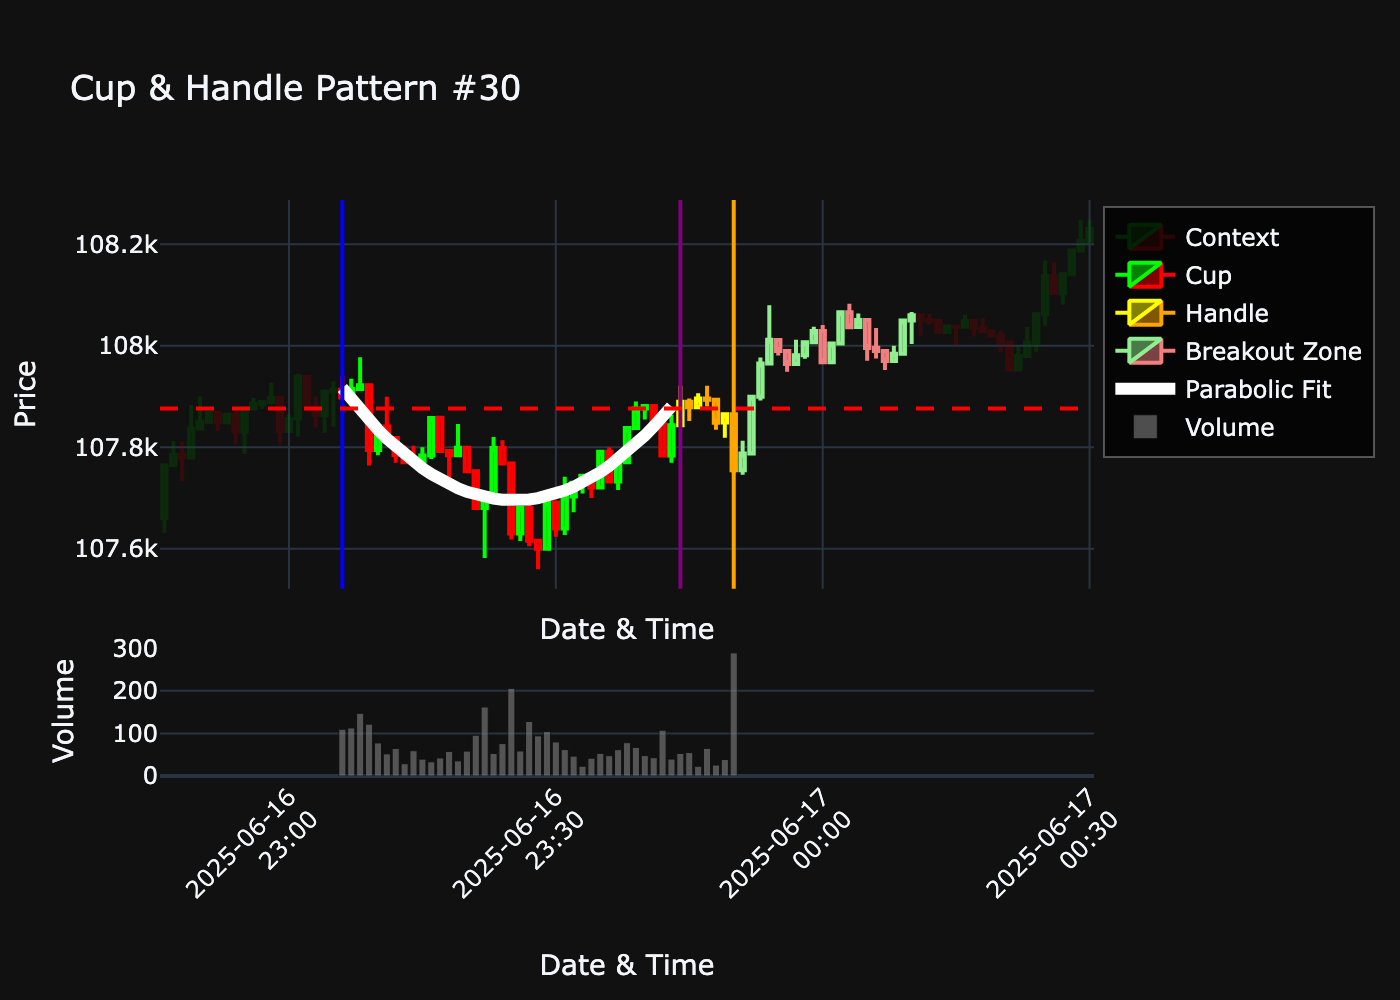 Cup & Handle Pattern #30
Price
108.2k
108k
107.8k
107.6k
Context
Cup
Handle
Breakout Zone
Parabolic Fit
Volume
Date & Time
Volume
300
200
100
0
2025-06-16
23:00
2025-06-16
23:30
2025-06-17
00:00
2025-06-17
00:30
Date & Time